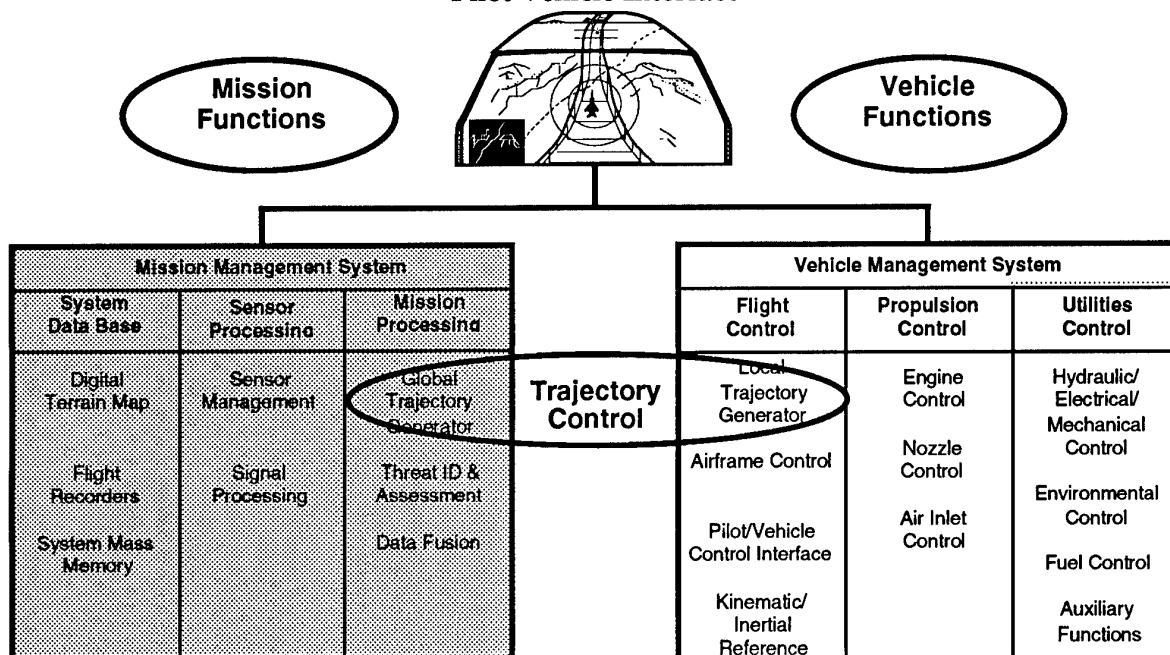 Pilot Vehicle Interface
Mission
Functions
Vehicle
Functions
Mission Management System
System
Data Base
Sensor
Processing
Mission
Processing
Digital
Terrain Map
Flight
Recorders
System Mass
Memory
Sensor
Management
Signal
Processing
Global
Trajectory
Generator
Threat ID &
Assessment
Data Fusion
Trajectory
Control
Vehicle Management System
Flight
Control
Propulsion
Control
Utilities
Control
Local
Trajectory
Generator
Airframe Control
Pilot/Vehicle
Control Interface
Kinematic/
Inertial
Reference
Engine
Control
Nozzle
Control
Air Inlet
Control
Hydraulic/
Electrical/
Mechanical
Control
Environmental
Control
Fuel Control
Auxiliary
Functions